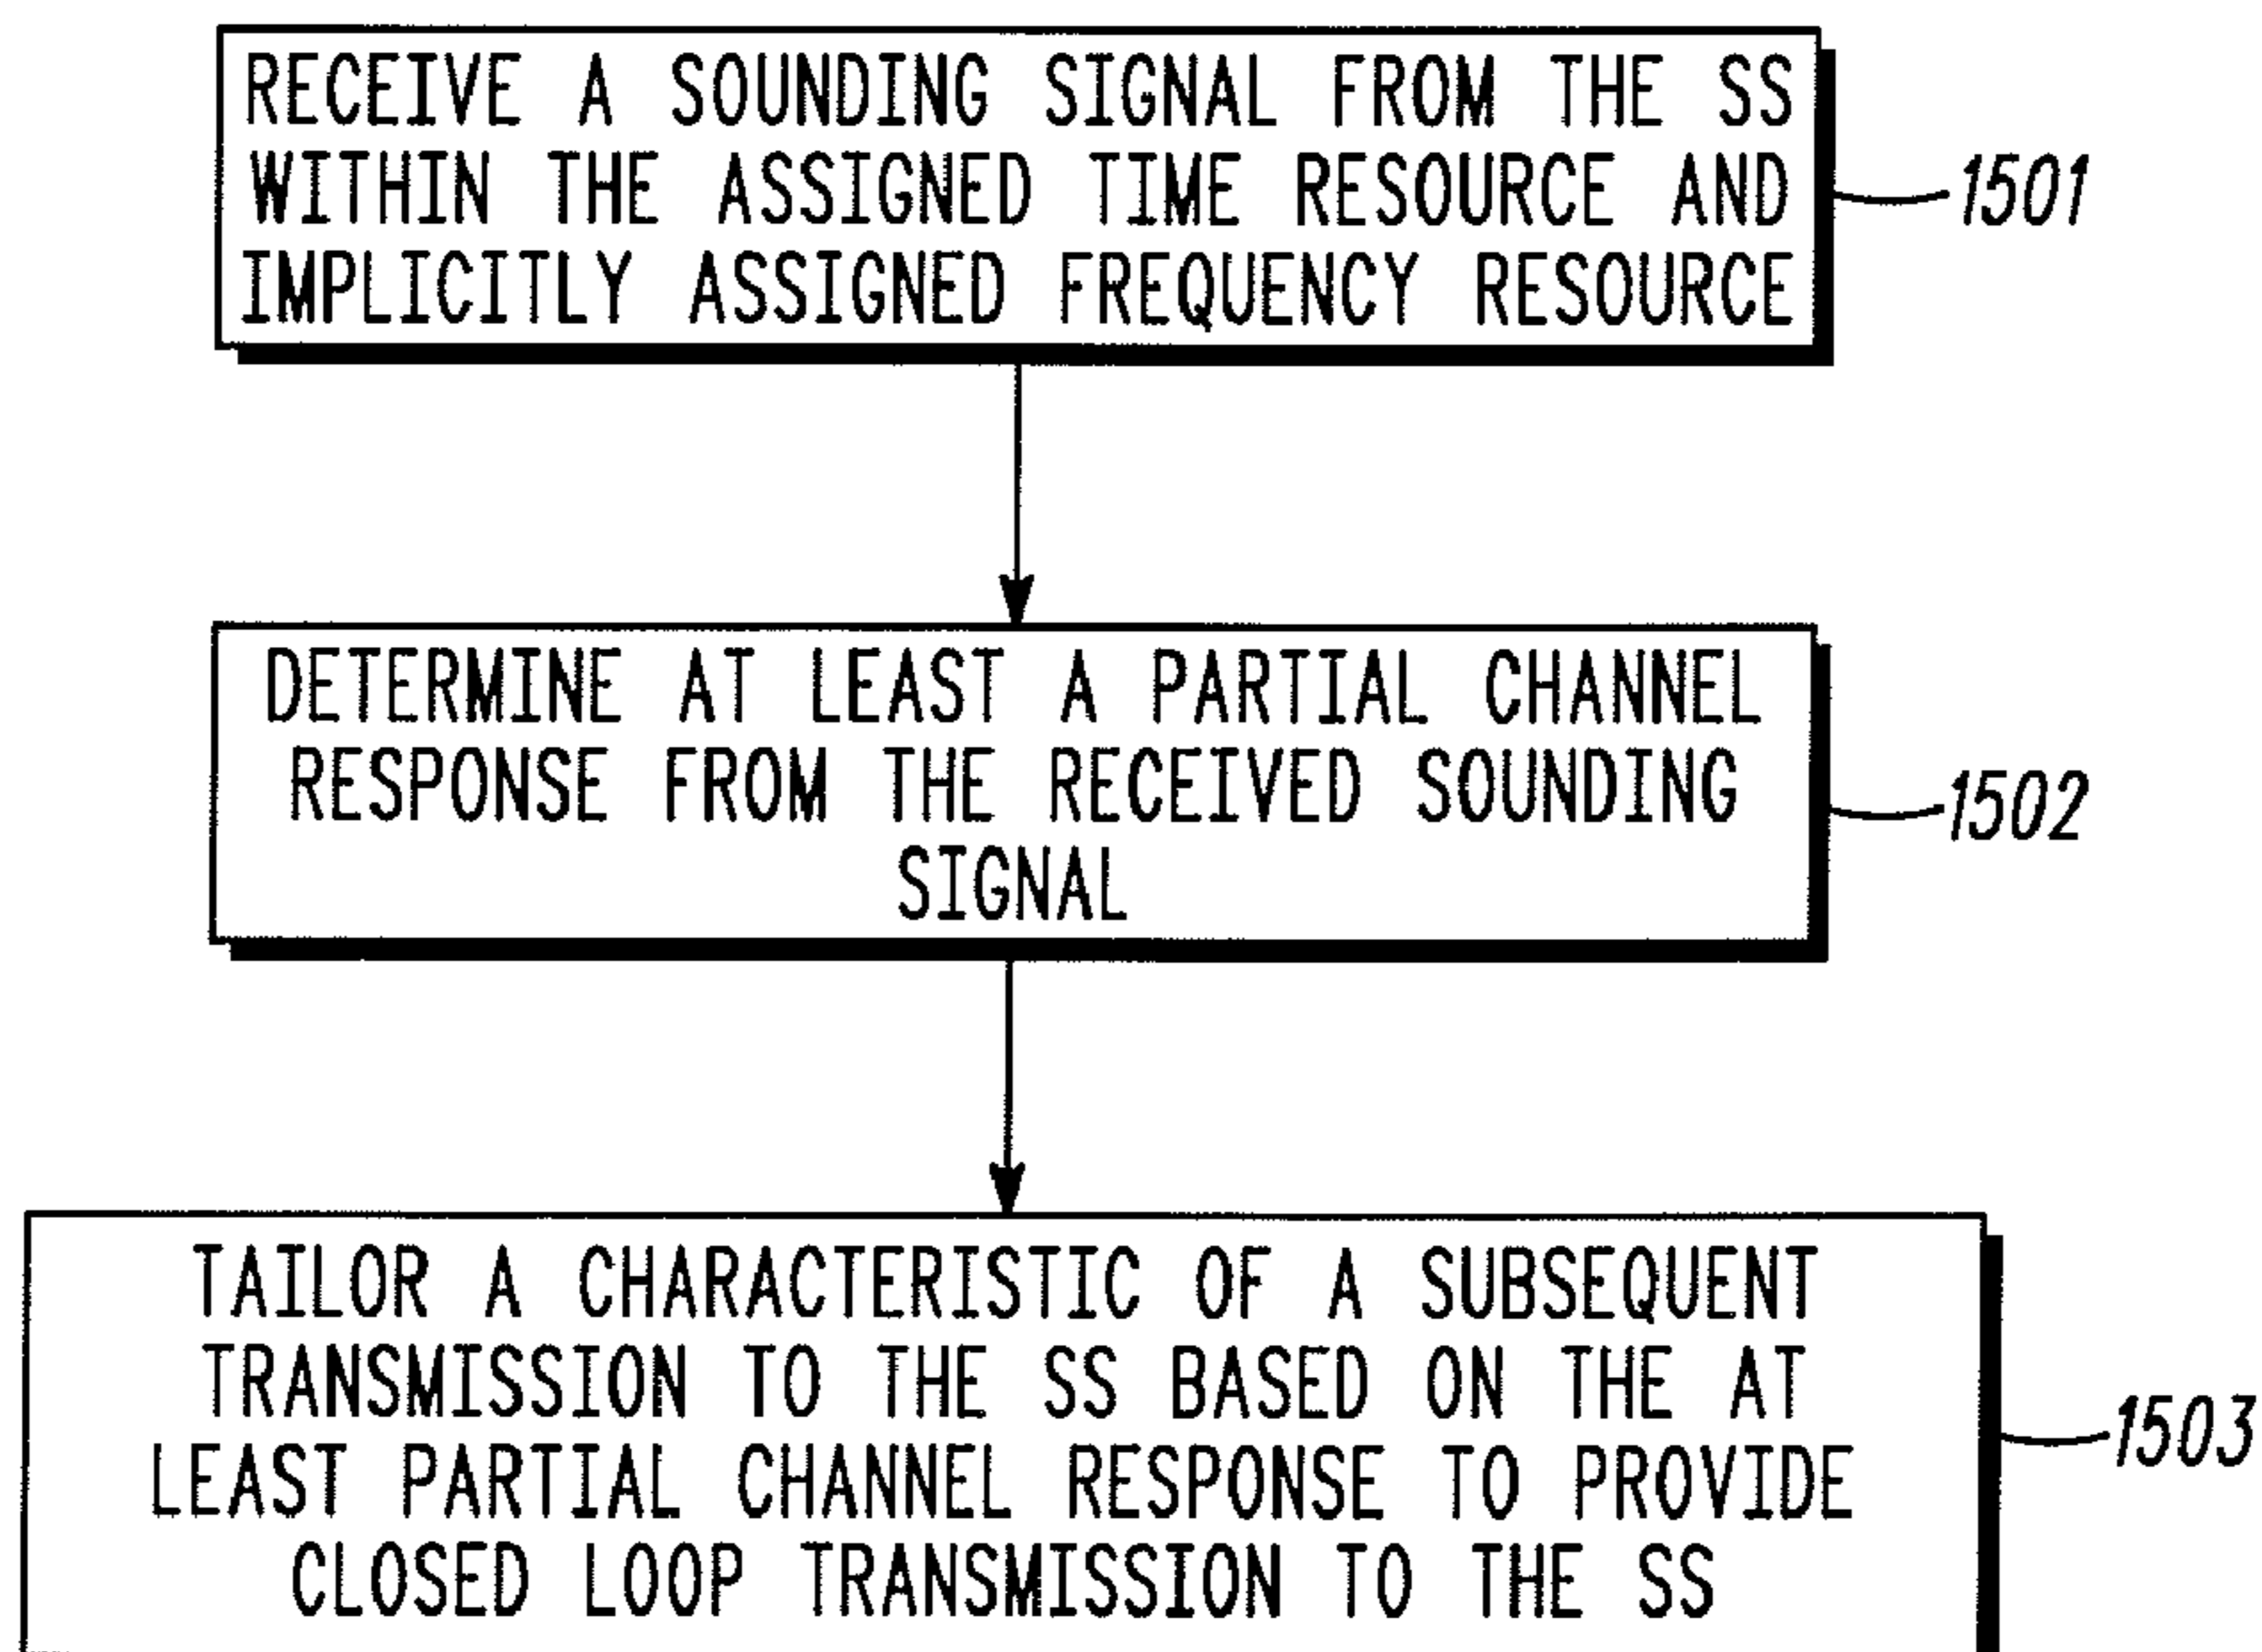 RECEIVE A SOUNDING SIGNAL FROM THE SS
WITHIN THE ASSIGNED TIME RESOURCE AND
IMPLICITLY ASSIGNED FREQUENCY RESOURCE
1501
DETERMINE AT LEAST A PARTIAL CHANNEL
RESPONSE FROM THE RECEIVED SOUNDING
SIGNAL
1502
TAILOR A CHARACTERISTIC OF A SUBSEQUENT
TRANSMISSION TO THE SS BASED ON THE AT
LEAST PARTIAL CHANNEL RESPONSE TO PROVIDE
CLOSED LOOP TRANSMISSION TO THE SS
1503